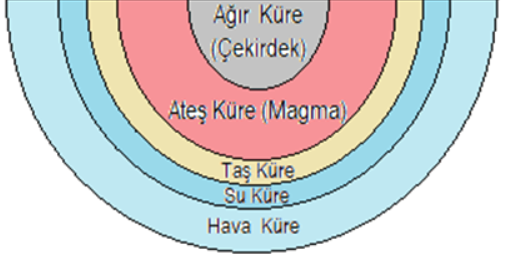 Ağır Küre
(Çekirdek)
Ateş Küre (Magma)
Taş Küre
Su Küre
Hava Küre